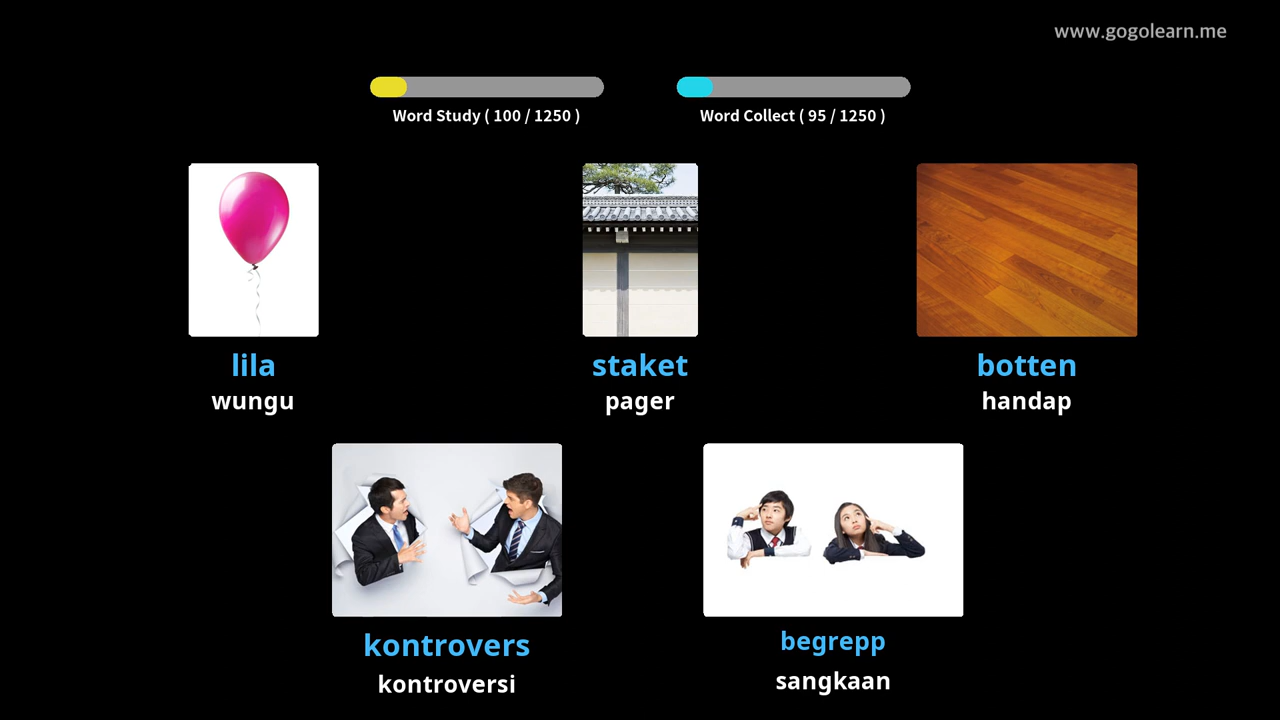 www.gogolearn.me
Word Study ( 100 / 1250 )
Word Collect ( 95 / 1250 )
lila
wungu
staket
pager
botten
handap
kontrovers
kontroversi
begrepp
sangkaan